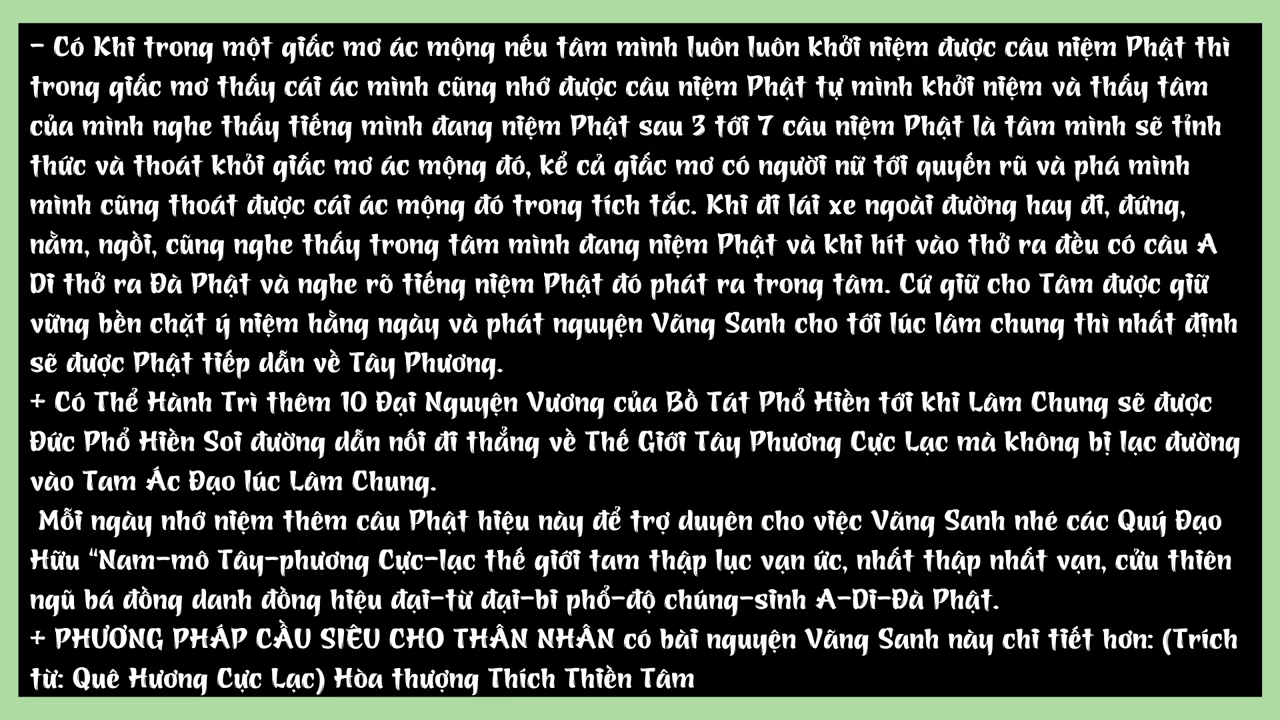 - Có Khi trong một giấc mơ ác mộng nếu tâm mình luôn luôn khởi niệm được câu niệm Phật thì
trong giấc mơ thấy cái ác mình cũng nhớ được câu niệm Phật tự mình khởi niệm và thấy tâm
của mình nghe thấy tiếng mình đang niệm Phật sau 3 tới 7 câu niệm Phật là tâm mình sẽ tỉnh
thức và thoát khỏi giấc mơ ác mộng đó, kể cả giấc mơ có người nữ tới quyến rũ và phá mình
mình cũng thoát được cái ác mộng đó trong tích tắc. Khi đi lái xe ngoài đường hay đi, đứng,
nằm, ngồi, cũng nghe thấy trong tâm mình đang niệm Phật và khi hít vào thở ra đều có câu A
Di thở ra Đà Phật và nghe rõ tiếng niệm Phật đó phát ra trong tâm. Cứ giữ cho Tâm được giữ
vững bền chặt ý niệm hằng ngày và phát nguyện Vãng Sanh cho tới lúc lâm chung thì nhất định
sẽ được Phật tiếp dẫn về Tây Phương.
+ Có Thể Hành Trì thêm 10 Đại Nguyện Vương của Bồ Tát Phổ Hiền tới khi Lâm Chung sẽ được
Đức Phổ Hiền Soi đường dẫn nối đi thẳng về Thế Giới Tây Phương Cực Lạc mà không bị lạc đường
vào Tam Ác Đạo lúc Lâm Chung.
Mỗi ngày nhớ niệm thêm câu Phật hiệu này để trợ duyên cho việc Vãng Sanh nhé các Quý Đạo
Hữu "Nam-mô Tây-phương Cực-lạc thế giới tam thập lục vạn ức, nhất thập nhất vạn, cửu thiên
ngũ bá đồng danh đồng hiệu đại-từ đại-bi phổ-độ chúng-sinh A-Di-Đà Phật.
+ PHƯƠNG PHÁP CẦU SIÊU CHO THÂN NHÂN có bài nguyện Vãng Sanh này chi tiết hơn: (Trích
từ: Quê Hương Cực Lạc) Hòa thượng Thích Thiền Tâm